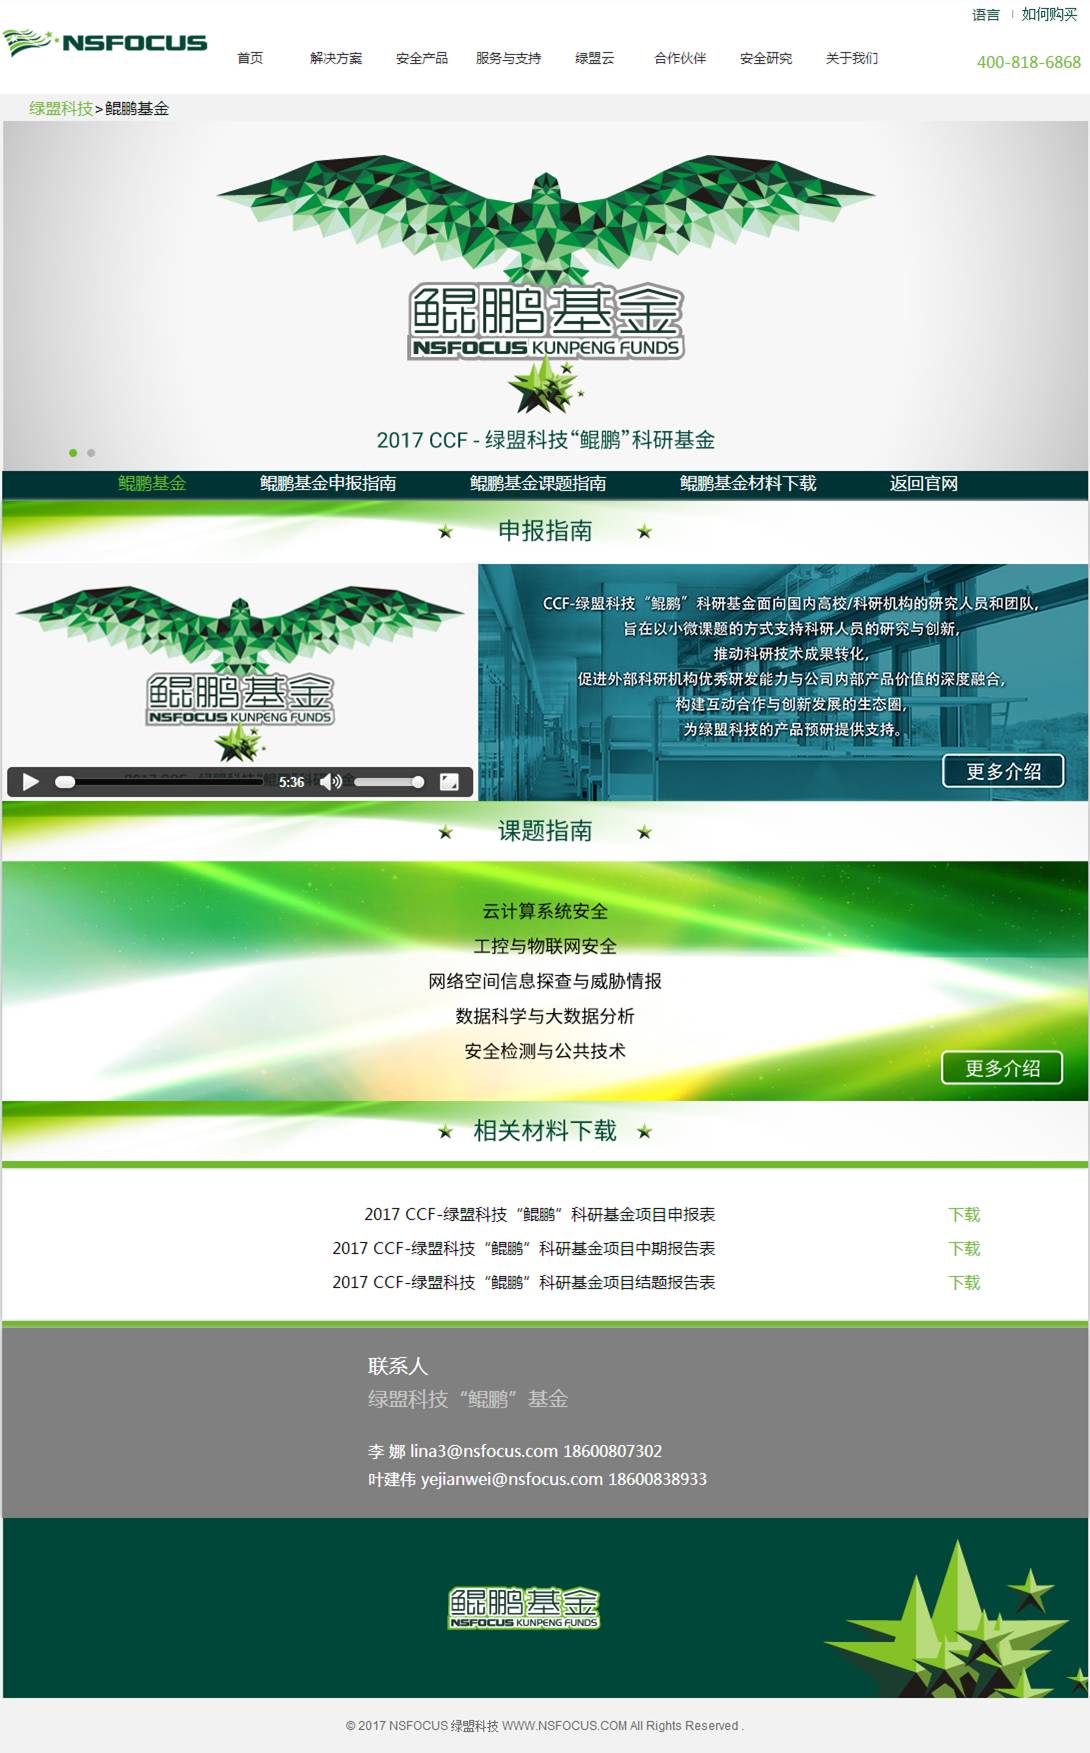 语言 | 如何购买
NSFOCUS
首页 解决方案 安全产品 服务与支持 绿盟云 合作伙伴 安全研究 关于我们
400-818-6868
绿盟科技>鲲鹏基金
鲲鹏基金
NSFOCUS KUNPENG FUNDS
2017 CCF - 绿盟科技“鲲鹏”科研基金
鲲鹏基金 鲲鹏基金申报指南 鲲鹏基金课题指南 鲲鹏基金材料下载 返回官网
申报指南
鲲鹏基金
NSFOCUS KUNPENG FUNDS
5:36
CCF-绿盟科技“鲲鹏”科研基金面向国内高校/科研机构的研究人员和团队,
旨在以小微课题的方式支持科研人员的研究与创新,
推动科研技术成果转化,
促进外部科研机构优秀研发能力与公司内部产品价值的深度融合,
构建互动合作与创新发展的生态圈,
为绿盟科技的产品预研提供支持。
更多介绍
课题指南
云计算系统安全
工控与物联网安全
网络空间信息探查与威胁情报
数据科学与大数据分析
安全检测与公共技术
更多介绍
相关材料下载
2017 CCF-绿盟科技“鲲鹏”科研基金项目申报表 下载
2017 CCF-绿盟科技“鲲鹏”科研基金项目中期报告表 下载
2017 CCF-绿盟科技“鲲鹏”科研基金项目结题报告表 下载
联系人
绿盟科技“鲲鹏”基金
李 娜 lina3@nsfocus.com 18600807302
叶建伟 yejianwei@nsfocus.com 18600838933
鲲鹏基金
NSFOCUS KUNPENG FUNDS
© 2017 NSFOCUS 绿盟科技 WWW.NSFOCUS.COM All Rights Reserved .